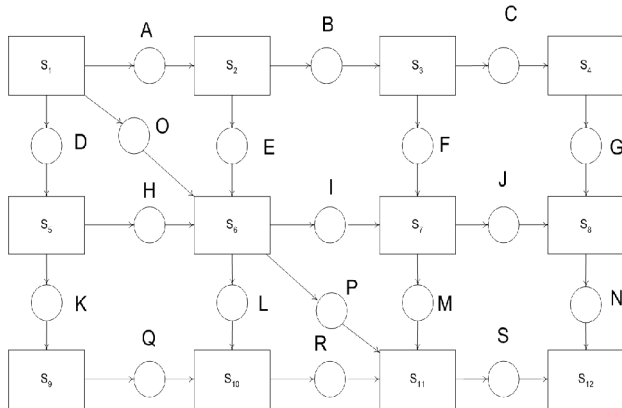 A B C
S₁ S₂ S₃ S₄
D O E F G
H I J
S₅ S₆ S₇ S₈
K L P M N
Q R S
S₉ S₁₀ S₁₁ S₁₂